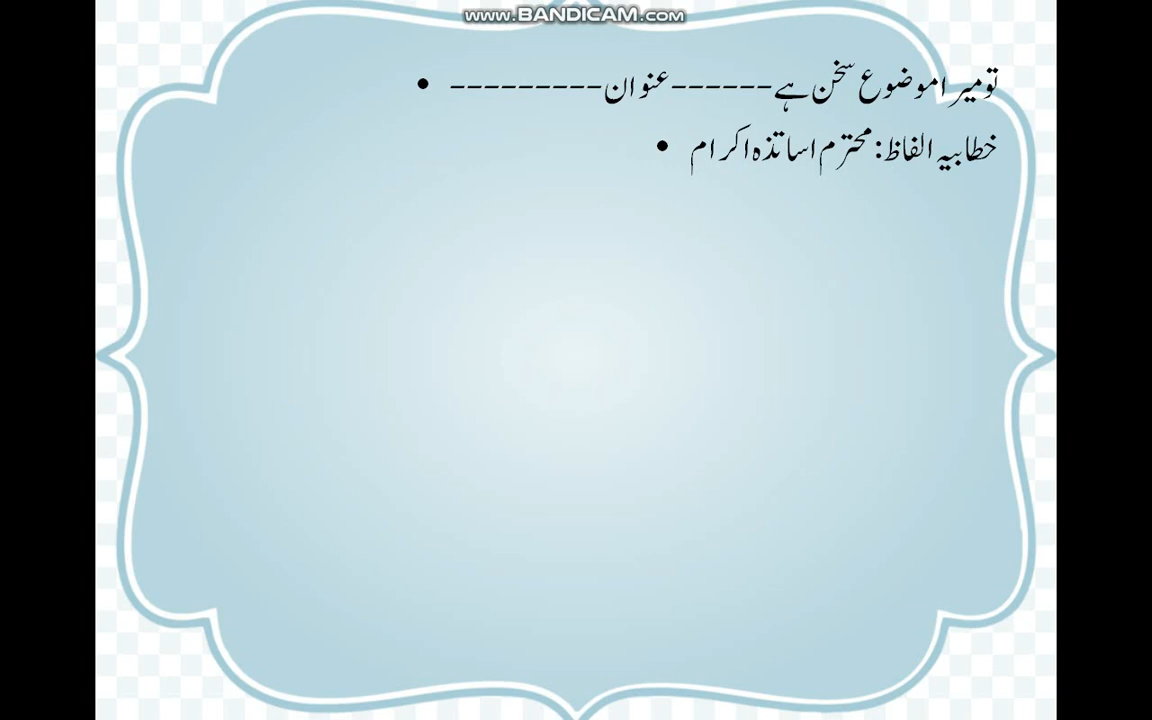 www.BANDICAM.com
تو میرا موضوع سخن ہے------عنوان--------- •
خطابیہ الفاظ: محترم اساتذہ اکرام •